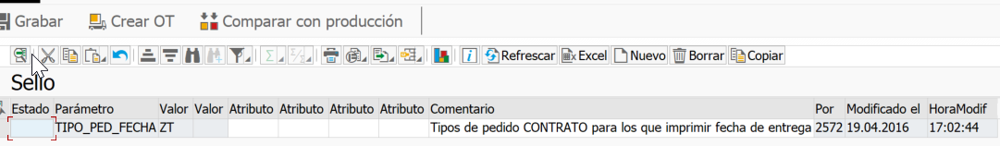 Grabar Crear OT Comparar con producción
Refrescar Excel Nuevo Borrar Copiar
Sello
Estado Parámetro Valor Valor Atributo Atributo Atributo Atributo Comentario Por Modificado el HoraModif
TIPO_PED_FECHA ZT Tipos de pedido CONTRATO para los que imprimir fecha de entrega 2572 19.04.2016 17:02:44